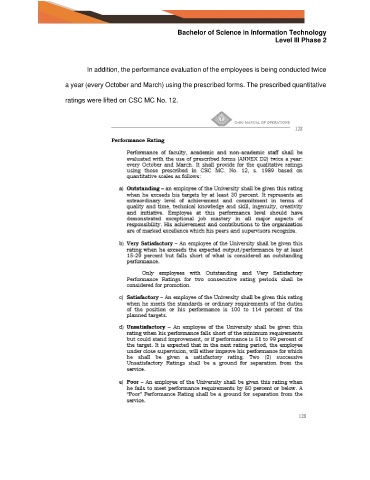 Bachelor of Science in Information Technology
Level III Phase 2
In addition, the performance evaluation of the employees is being conducted twice
a year (every October and March) using the prescribed forms. The prescribed quantitative
ratings were lifted on CSC MC No. 12.
CvSU MANUAL OF OPERATIONS
128
Performance Rating
Performance of faculty, academic and non-academic staff shall be
evaluated with the use of prescribed forms (ANNEX D2) twice a year:
every October and March. It shall provide for the qualitative ratings
using those prescribed in CSC MC. No. 12, s. 1989 based on
quantitative scales as follows:
a) Outstanding – an employee of the University shall be given this rating
when he exceeds his targets by at least 30 percent. It represents an
extraordinary level of achievement and commitment in terms of
quality and time, technical knowledge and skill, ingenuity, creativity
and initiative. Employee at this performance level should have
demonstrated exceptional job mastery in all major aspects of
responsibility. His achievement and contributions to the organization
are of marked excellence which his peers and supervisors recognize.
b) Very Satisfactory – An employee of the University shall be given this
rating when he exceeds the expected output/performance by at least
15-29 percent but falls short of what is considered an outstanding
performance.
Only employees with Outstanding and Very Satisfactory
Performance Ratings for two consecutive rating periods shall be
considered for promotion.
c) Satisfactory – An employee of the University shall be given this rating
when he meets the standards or ordinary requirements of the duties
of the position or his performance is 100 to 114 percent of the
planned targets.
d) Unsatisfactory – An employee of the University shall be given this
rating when his performance falls short of the minimum requirements
but could stand improvement, or if performance is 51 to 99 percent of
the target. It is expected that in the next rating period, the employee
under close supervision, will either improve his performance for which
he shall be given a satisfactory rating. Two (2) successive
Unsatisfactory Ratings shall be a ground for separation from the
service.
e) Poor – An employee of the University shall be given this rating when
he fails to meet performance requirements by 50 percent or below. A
"Poor" Performance Rating shall be a ground for separation from the
service.
128